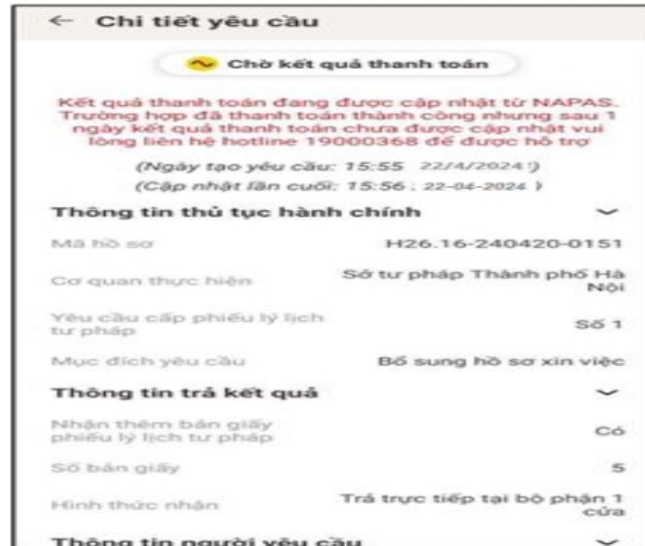 ← Chi tiết yêu cầu
Chờ kết quả thanh toán
Kết quả thanh toán đang được cập nhật từ NAPAS.
Trường hợp đã thanh toán thành công nhưng sau 1
ngày kết quả thanh toán chưa được cập nhật vui
lòng liên hệ hotline 19000368 để được hỗ trợ
(Ngày tạo yêu cầu: 15:55 22/4/2024)
(Cập nhật lần cuối: 15:56 ; 22-04-2024 )
Thông tin thủ tục hành chính
Mã hồ sơ H26.16-240420-0151
Cơ quan thực hiện Sở tư pháp Thành phố Hà
Nội
Yêu cầu cấp phiếu lý lịch
tư pháp Số 1
Mục đích yêu cầu Bổ sung hồ sơ xin việc
Thông tin trả kết quả
Nhận thêm bản giấy
phiếu lý lịch tư pháp Có
Số bản giấy 5
Hình thức nhận Trả trực tiếp tại bộ phận 1
cửa
Thông tin người yêu cầu